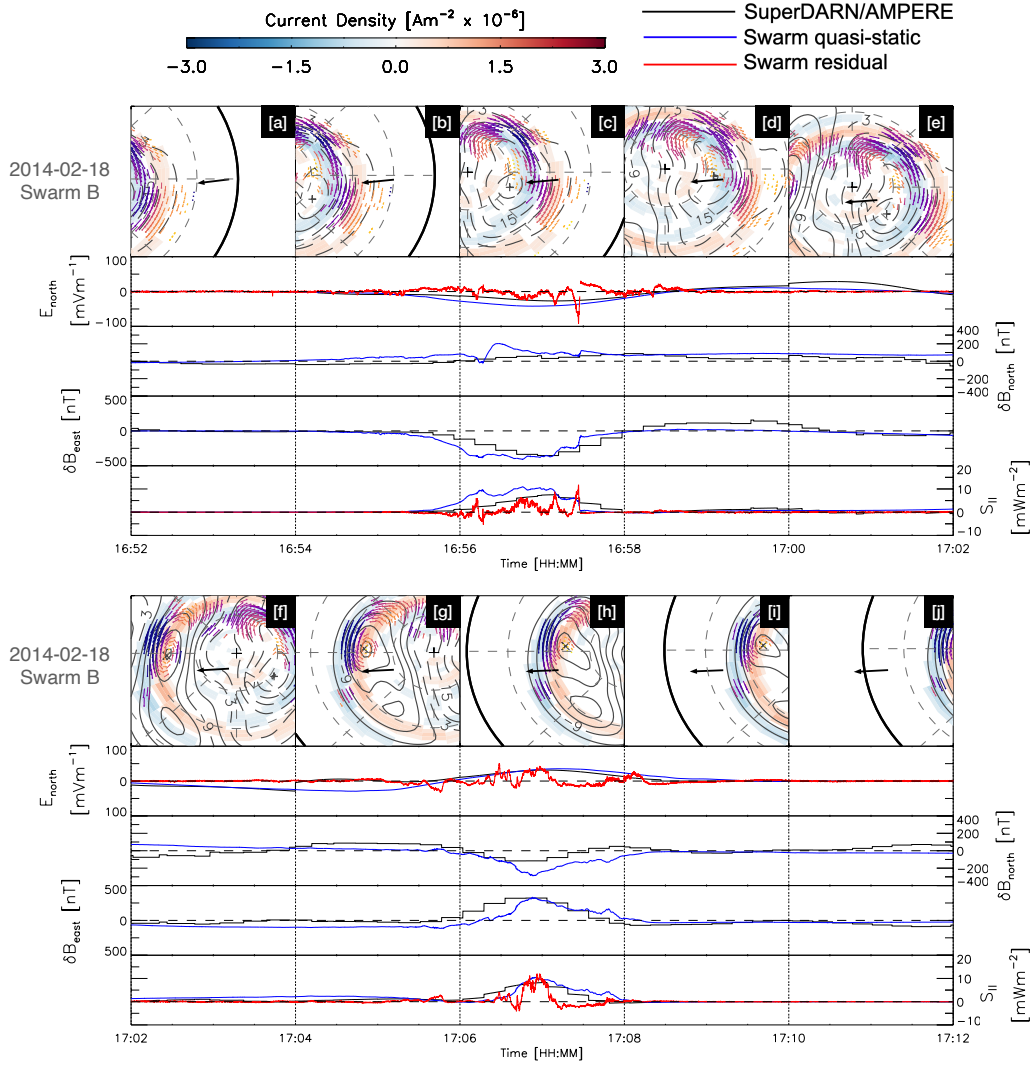 Current Density [Am⁻² x 10⁻⁶]
-3.0 -1.5 0.0 1.5 3.0
SuperDARN/AMPERE
Swarm quasi-static
Swarm residual
2014-02-18
Swarm B
[a] [b] [c] [d] [e]
E_north
[mVm⁻¹]
100
0
-100
δB_north [nT]
400
200
0
-200
-400
δB_east [nT]
500
0
-500
S_II
[mWm⁻²]
20
10
0
-10
16:52 16:54 16:56 16:58 17:00 17:02
Time [HH:MM]
2014-02-18
Swarm B
[f] [g] [h] [i] [j]
E_north
[mVm⁻¹]
100
0
100
δB_north [nT]
400
200
0
-200
-400
δB_east [nT]
500
0
500
S_II
[mWm⁻²]
20
10
0
-10
17:02 17:04 17:06 17:08 17:10 17:12
Time [HH:MM]